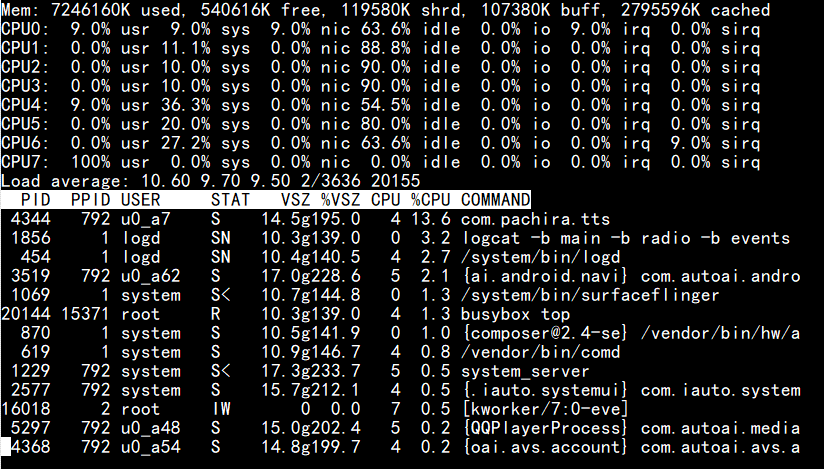 Mem: 7246160K used, 540616K free, 119580K shrd, 107380K buff, 2795596K cached
CPU0:  9.0% usr  9.0% sys  9.0% nic 63.6% idle  0.0% io  9.0% irq  0.0% sirq
CPU1:  0.0% usr 11.1% sys  0.0% nic 88.8% idle  0.0% io  0.0% irq  0.0% sirq
CPU2:  0.0% usr 10.0% sys  0.0% nic 90.0% idle  0.0% io  0.0% irq  0.0% sirq
CPU3:  0.0% usr 10.0% sys  0.0% nic 90.0% idle  0.0% io  0.0% irq  0.0% sirq
CPU4:  9.0% usr 36.3% sys  0.0% nic 54.5% idle  0.0% io  0.0% irq  0.0% sirq
CPU5:  0.0% usr 20.0% sys  0.0% nic 80.0% idle  0.0% io  0.0% irq  0.0% sirq
CPU6:  0.0% usr 27.2% sys  0.0% nic 63.6% idle  0.0% io  0.0% irq  9.0% sirq
CPU7:  100% usr  0.0% sys  0.0% nic  0.0% idle  0.0% io  0.0% irq  0.0% sirq
Load average: 10.60 9.70 9.50 2/3636 20155
  PID  PPID USER     STAT   VSZ %VSZ CPU %CPU COMMAND
 4344   792 u0_a7    S    14.5g195.0   4 13.6 com.pachira.tts
 1856     1 logd     SN   10.3g139.0   0  3.2 logcat -b main -b radio -b events
  454     1 logd     SN   10.4g140.5   4  2.7 /system/bin/logd
 3519   792 u0_a62   S    17.0g228.6   5  2.1 {ai.android.navi} com.autoai.andro
 1069     1 system   S<   10.7g144.8   0  1.3 /system/bin/surfaceflinger
20144 15371 root     R    10.3g139.0   4  1.3 busybox top
  870     1 system   S    10.5g141.9   0  1.0 {composer@2.4-se} /vendor/bin/hw/a
  619     1 system   S    10.9g146.7   4  0.8 /vendor/bin/comd
 1229   792 system   S<   17.3g233.7   5  0.5 system_server
 2577   792 system   S    15.7g212.1   4  0.5 {.iauto.systemui} com.iauto.system
16018     2 root     IW       0  0.0   7  0.5 [kworker/7:0-eve]
 5297   792 u0_a48   S    15.0g202.4   5  0.2 {QQPlayerProcess} com.autoai.media
 4368   792 u0_a54   S    14.8g199.7   4  0.2 {oai.avs.account} com.autoai.avs.a